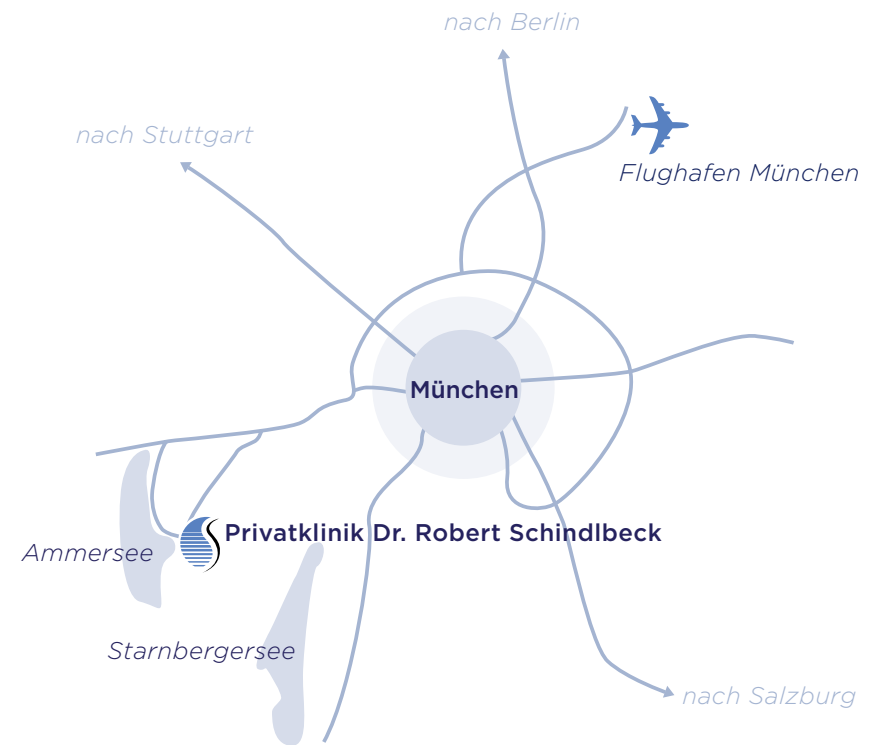 nach Berlin
nach Stuttgart
Flughafen München
München
Privatklinik Dr. Robert Schindlbeck
Ammersee
Starnbergersee
nach Salzburg